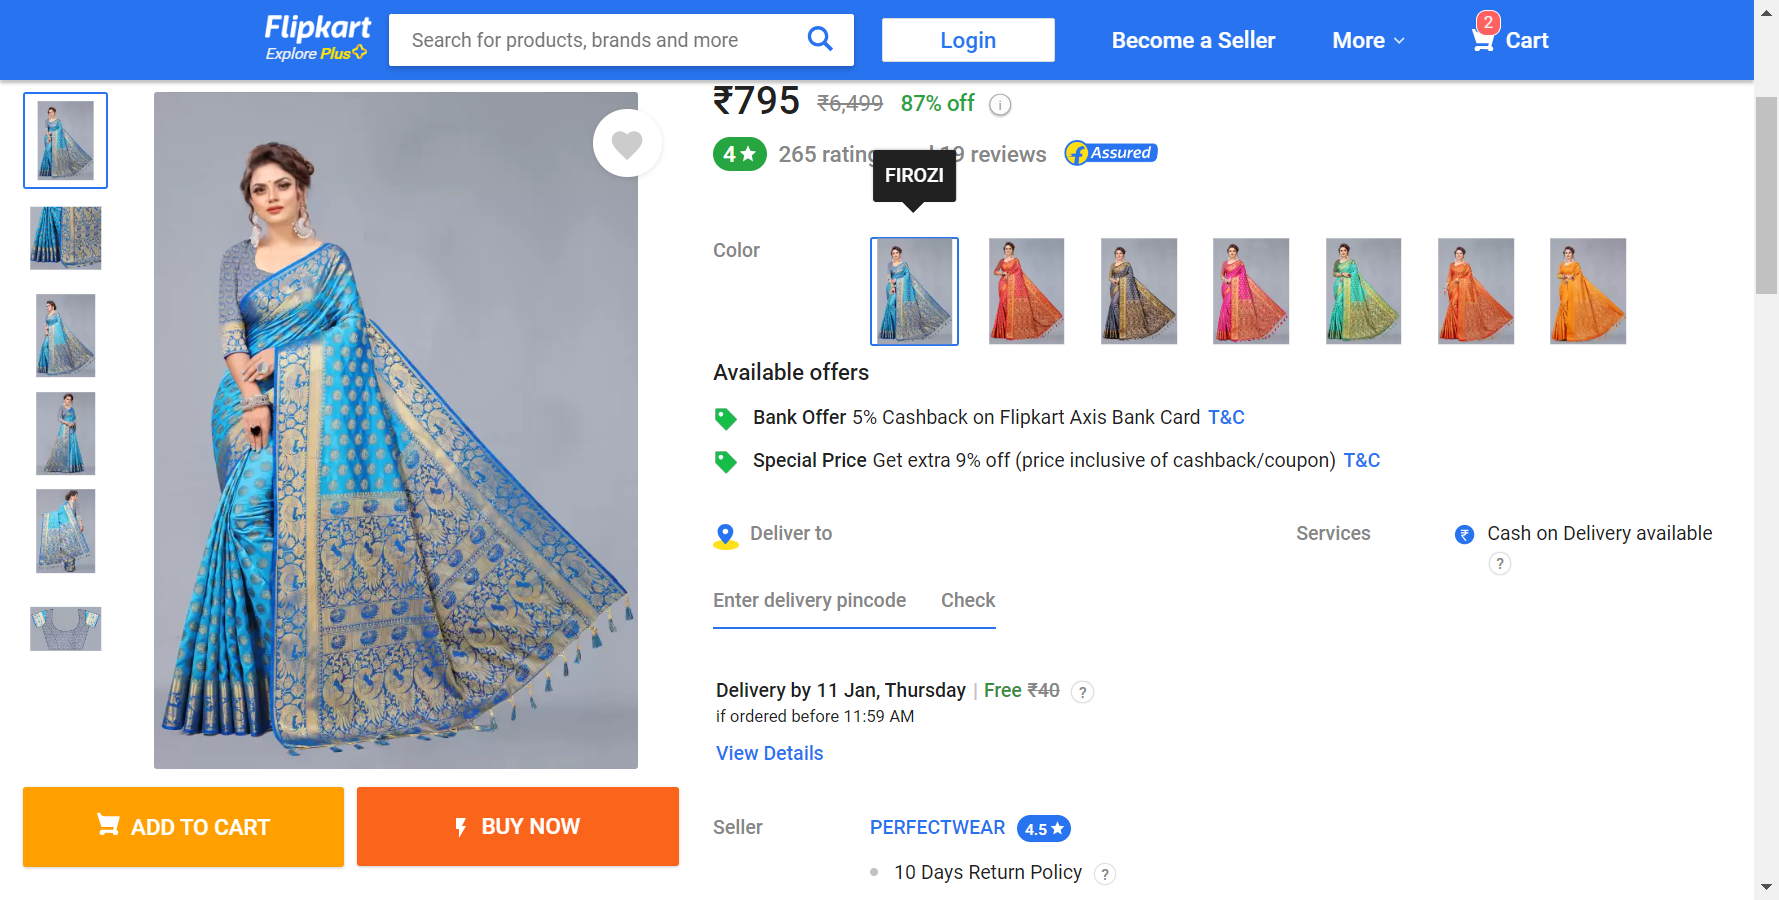 Flipkart
Explore Plus
Search for products, brands and more
Login
Become a Seller
More
2
Cart
₹795 ₹6,499 87% off i
4 265 ratings and 19 reviews Assured
FIROZI
Color
Available offers
Bank Offer 5% Cashback on Flipkart Axis Bank Card T&C
Special Price Get extra 9% off (price inclusive of cashback/coupon) T&C
Deliver to
Services
₹ Cash on Delivery available
?
Enter delivery pincode Check
Delivery by 11 Jan, Thursday | Free ₹40 ?
if ordered before 11:59 AM
View Details
ADD TO CART
BUY NOW
Seller
PERFECTWEAR 4.5
10 Days Return Policy ?